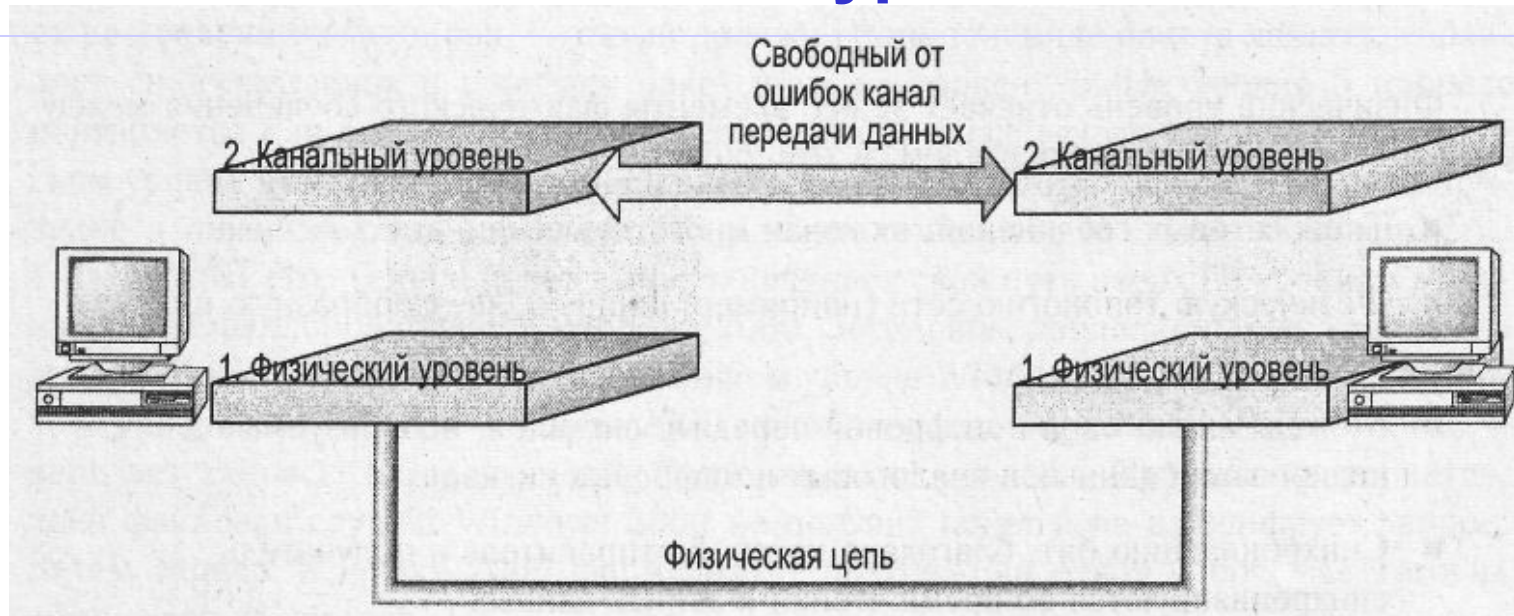 Свободный от
ошибок канал
передачи данных
2. Канальный уровень
2. Канальный уровень
1. Физический уровень
1. Физический уровень
Физическая цепь